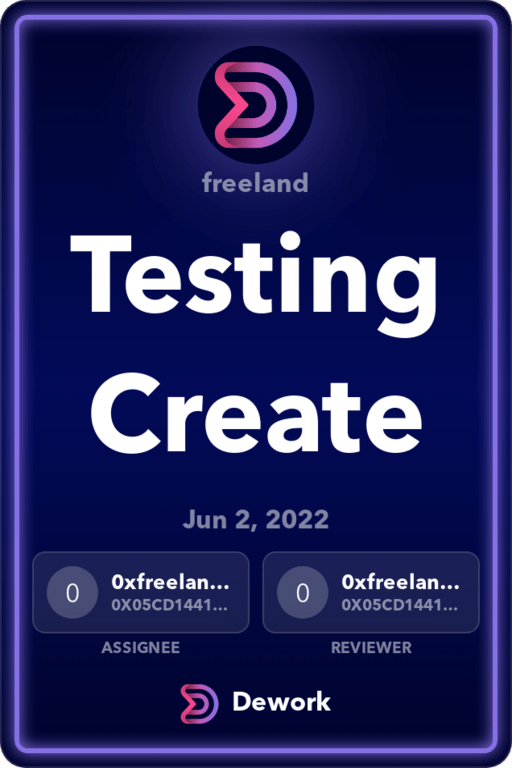 freeland
Testing
Create
Jun 2, 2022
0 0xfreelan... 0 0xfreelan...
0X05CD1441... 0X05CD1441...
ASSIGNEE REVIEWER
Dework